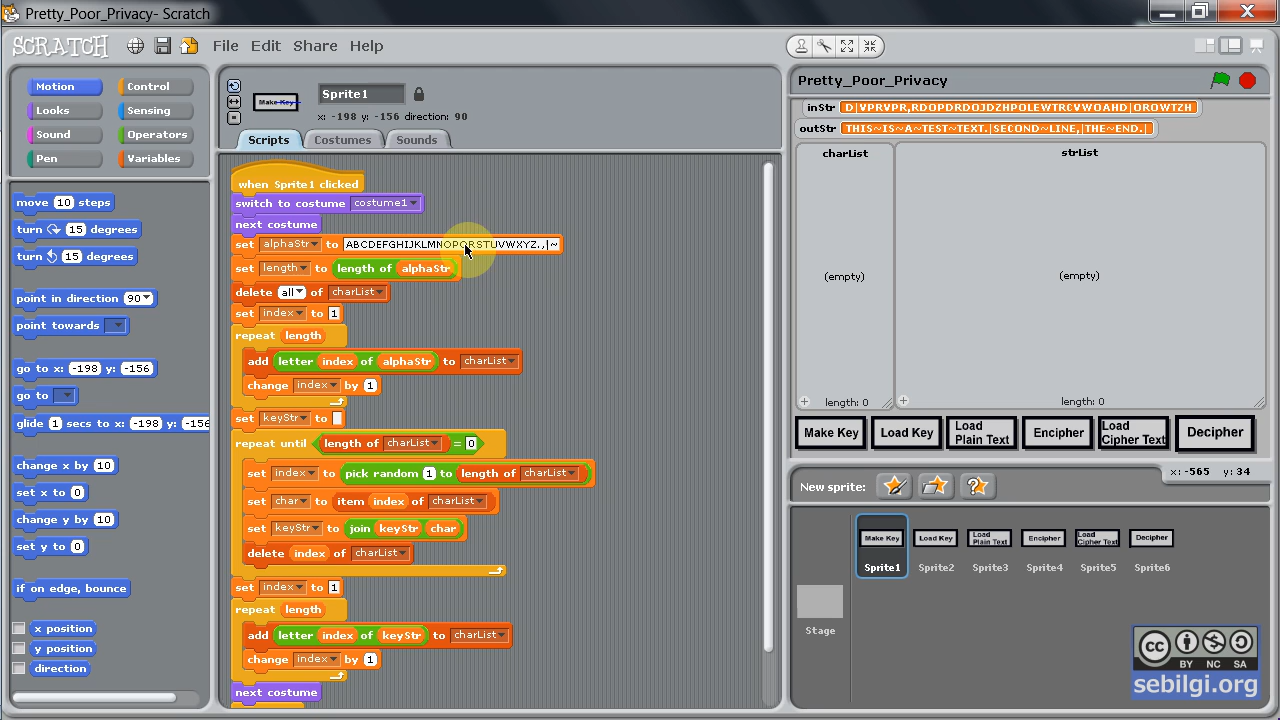 Pretty_Poor_Privacy- Scratch
SCRATCH File Edit Share Help
Motion Control
Looks Sensing
Sound Operators
Pen Variables
move 10 steps
turn 15 degrees
turn 15 degrees
point in direction 90
point towards
go to x: -198 y: -156
go to
glide 1 secs to x: -198 y: -156
change x by 10
set x to 0
change y by 10
set y to 0
if on edge, bounce
x position
y position
direction
Make Key
Sprite1
x: -198 y: -156 direction: 90
Scripts Costumes Sounds
when Sprite1 clicked
switch to costume costume1
next costume
set alphaStr to ABCDEFGHIJKLMNOPQRSTUVWXYZ.,|~
set length to length of alphaStr
delete all of charList
set index to 1
repeat length
add letter index of alphaStr to charList
change index by 1
set keyStr to
repeat until length of charList = 0
set index to pick random 1 to length of charList
set char to item index of charList
set keyStr to join keyStr char
delete index of charList
set index to 1
repeat length
add letter index of keyStr to charList
change index by 1
next costume
Pretty_Poor_Privacy
inStr D|VPRVPR,RDOPDRDOJDZHPOLEWTRCVWOAHD|OROWTZH
outStr THIS~IS~A~TEST~TEXT.|SECOND~LINE,|THE~END.|
charList strList
(empty) (empty)
length: 0 length: 0
Make Key Load Key Load Plain Text Encipher Load Cipher Text Decipher
x: -565 y: 34
New sprite:
Make Key Load Key Load Plain Text Encipher Load Cipher Text Decipher
Sprite1 Sprite2 Sprite3 Sprite4 Sprite5 Sprite6
Stage
CC BY NC SA
sebilgi.org